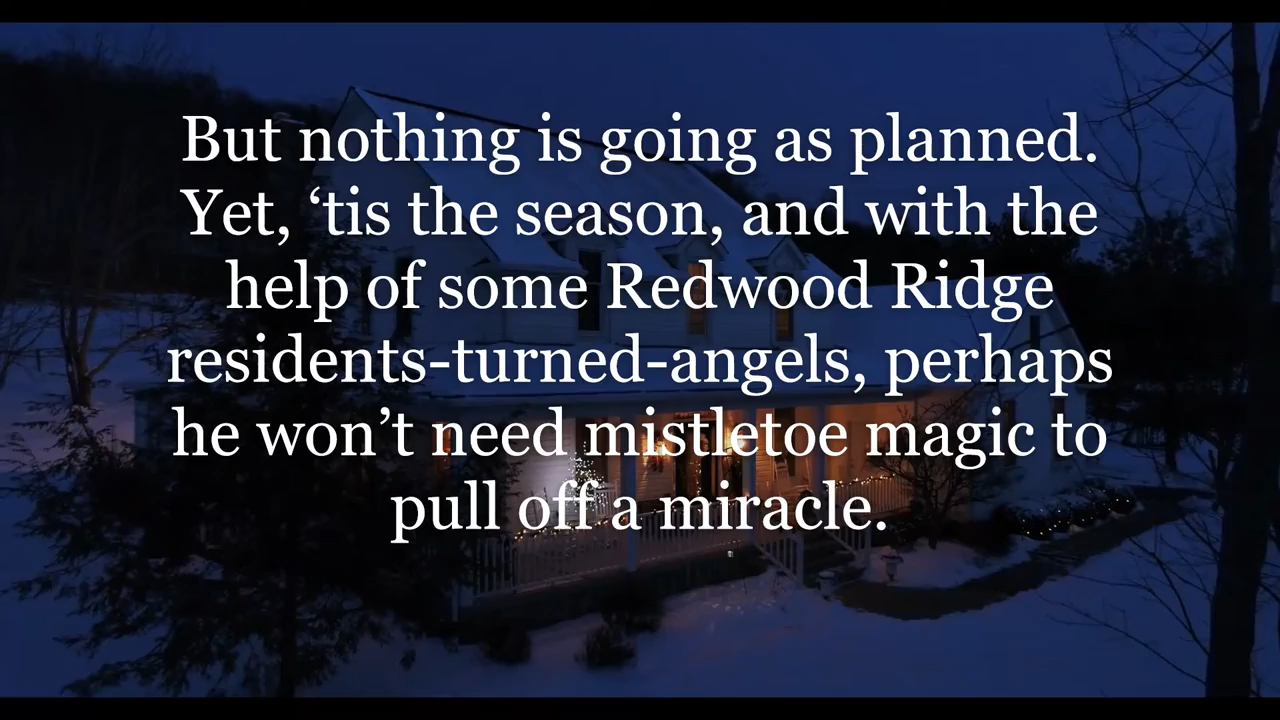 But nothing is going as planned.
Yet, ‘tis the season, and with the
help of some Redwood Ridge
residents-turned-angels, perhaps
he won’t need mistletoe magic to
pull off a miracle.